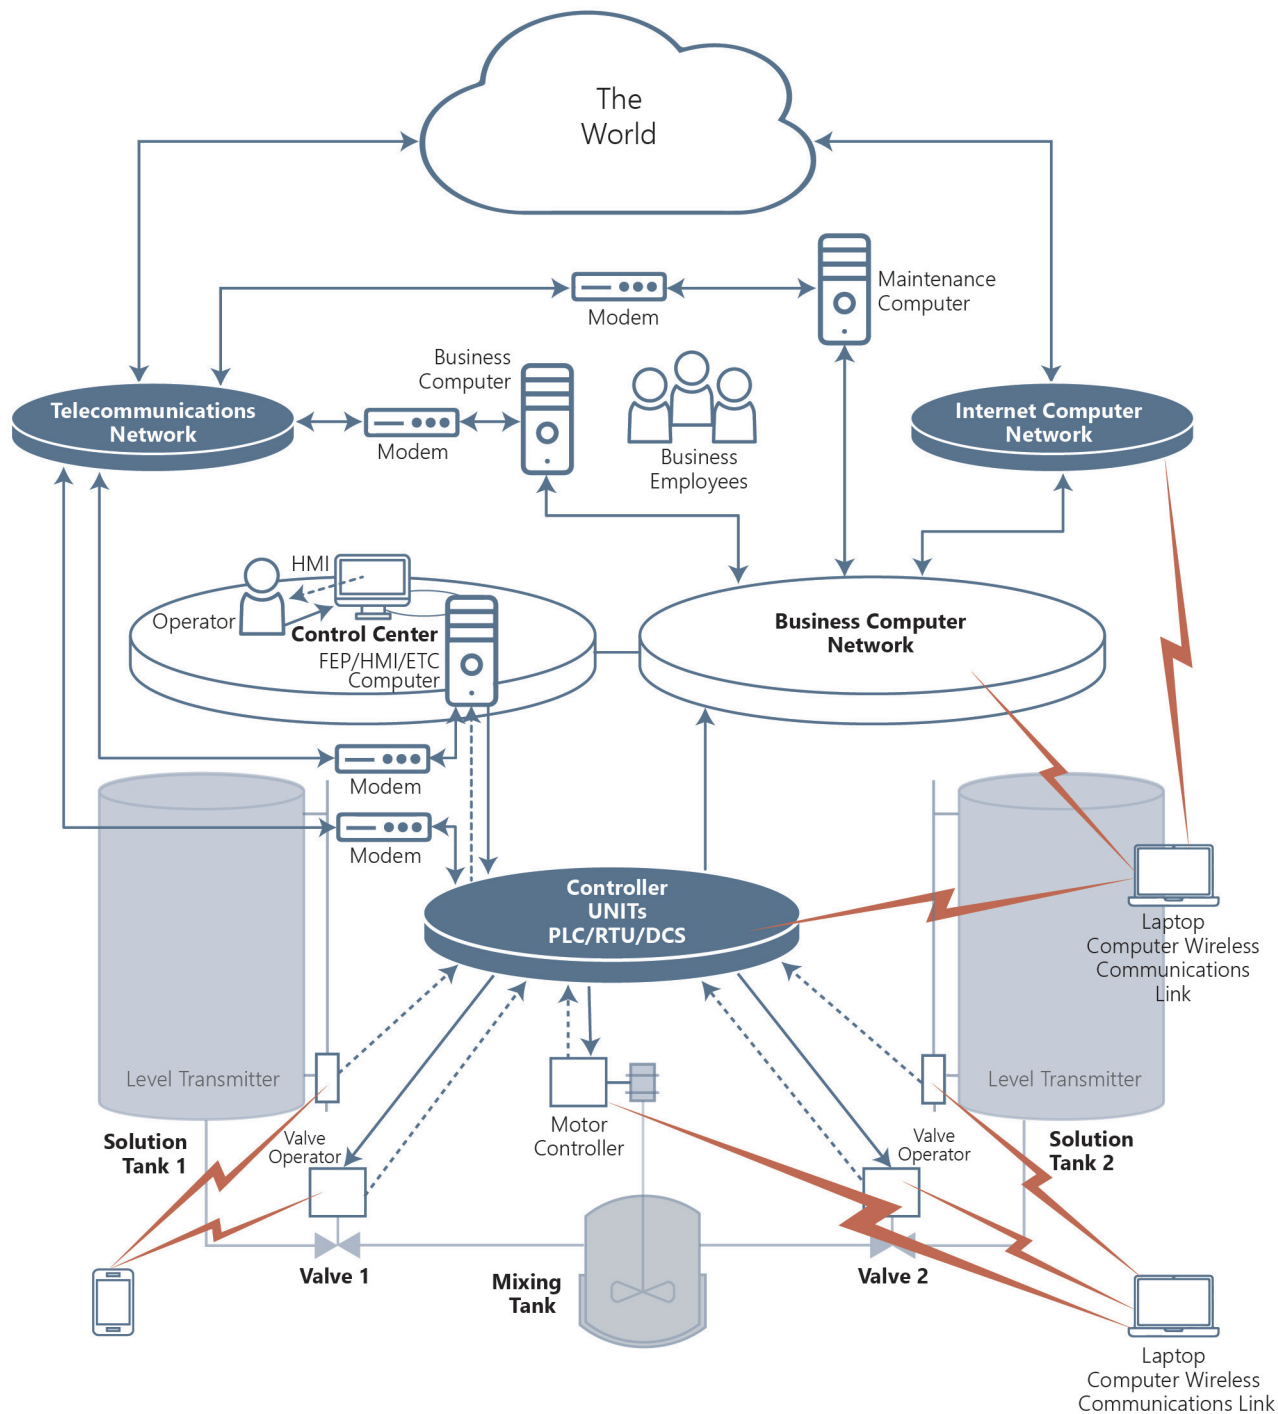 The
World
Maintenance
Computer
Modem
Business
Computer
Telecommunications
Network
Modem
Business
Employees
Internet Computer
Network
HMI
Operator
Control Center
FEP/HMI/ETC
Computer
Business Computer
Network
Modem
Modem
Controller
UNITs
PLC/RTU/DCS
Laptop
Computer Wireless
Communications
Link
Level Transmitter
Level Transmitter
Solution
Tank 1
Valve
Operator
Motor
Controller
Valve
Operator
Solution
Tank 2
Valve 1
Mixing
Tank
Valve 2
Laptop
Computer Wireless
Communications Link